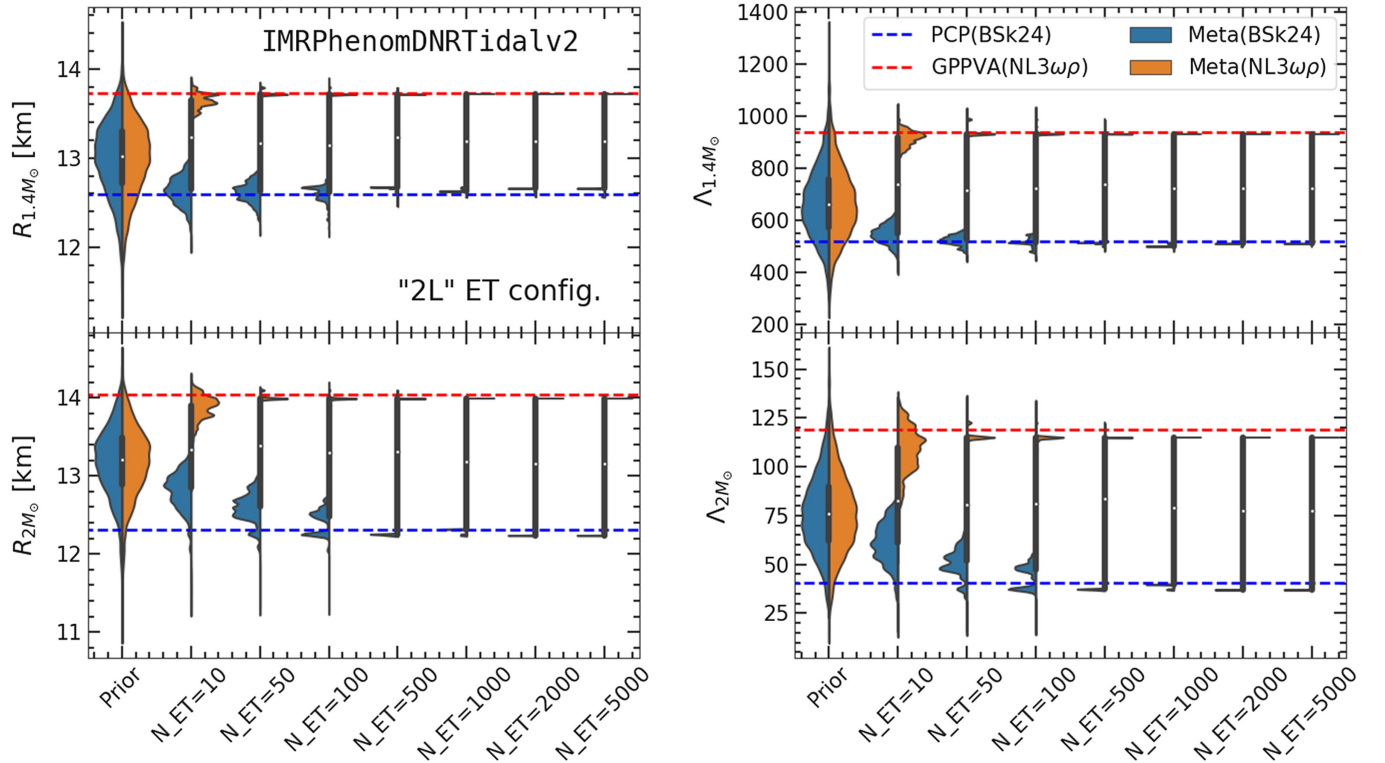 IMRPhenomDNRTidalv2
"2L" ET config.
R₁.₄M⊙ [km]
14
13
12
R₂M⊙ [km]
14
13
12
11
Prior
N_ET=10
N_ET=50
N_ET=100
N_ET=500
N_ET=1000
N_ET=2000
N_ET=5000
PCP(BSk24)
GPPVA(NL3ωρ)
Meta(BSk24)
Meta(NL3ωρ)
Λ₁.₄M⊙
1400
1200
1000
800
600
400
200
Λ₂M⊙
150
125
100
75
50
25
Prior
N_ET=10
N_ET=50
N_ET=100
N_ET=500
N_ET=1000
N_ET=2000
N_ET=5000